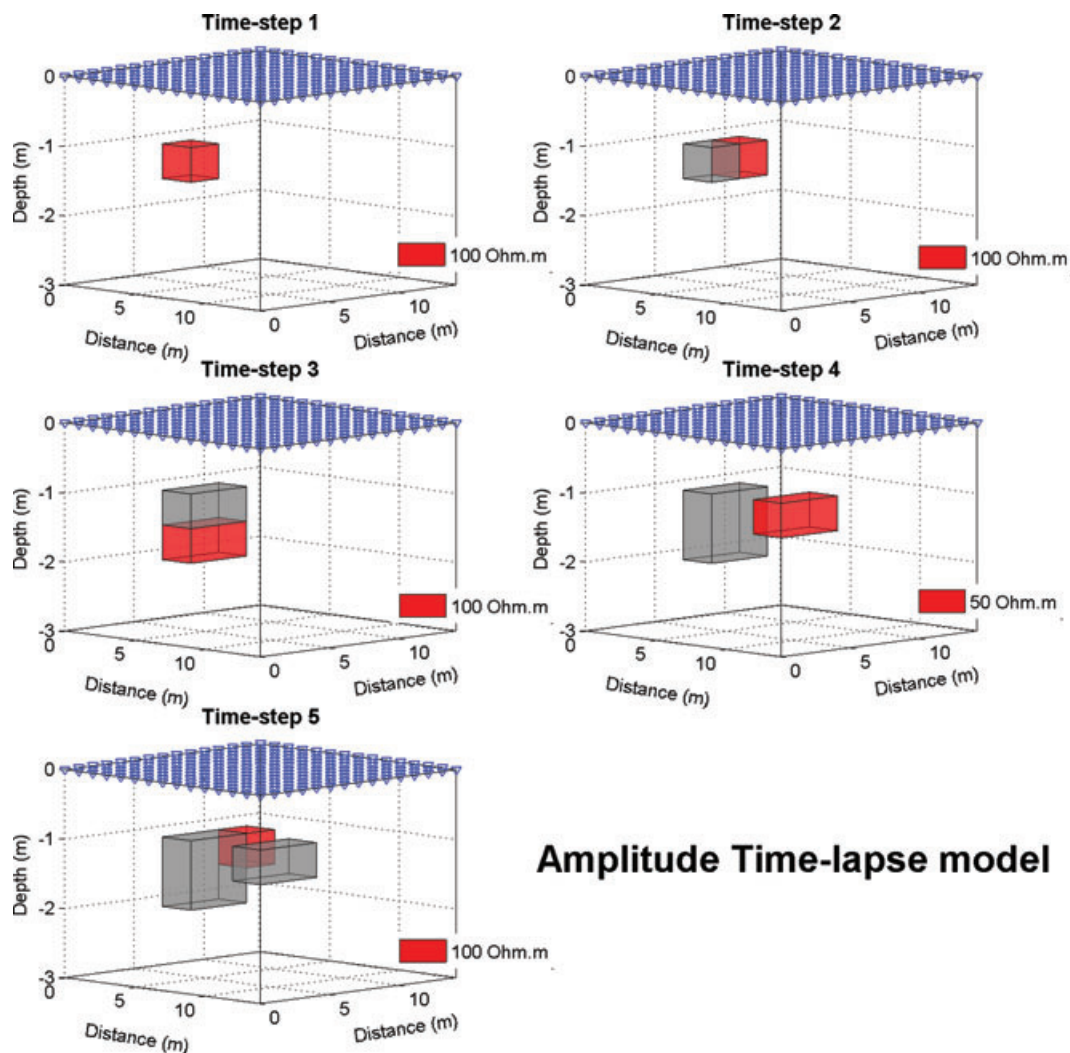 Time-step 1
0
-1
-2
-3
Depth (m)
0
5
10
Distance (m)
0
5
10
Distance (m)
100 Ohm.m
Time-step 2
0
-1
-2
-3
Depth (m)
0
5
10
Distance (m)
0
5
10
Distance (m)
100 Ohm.m
Time-step 3
0
-1
-2
-3
Depth (m)
0
5
10
Distance (m)
0
5
10
Distance (m)
100 Ohm.m
Time-step 4
0
-1
-2
-3
Depth (m)
0
5
10
Distance (m)
0
5
10
Distance (m)
50 Ohm.m
Time-step 5
0
-1
-2
-3
Depth (m)
0
5
10
Distance (m)
0
5
10
Distance (m)
100 Ohm.m
Amplitude Time-lapse model